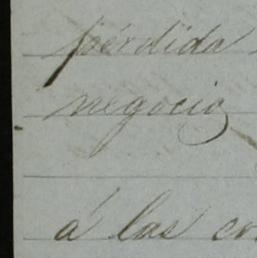 pérdida
negocio
á las